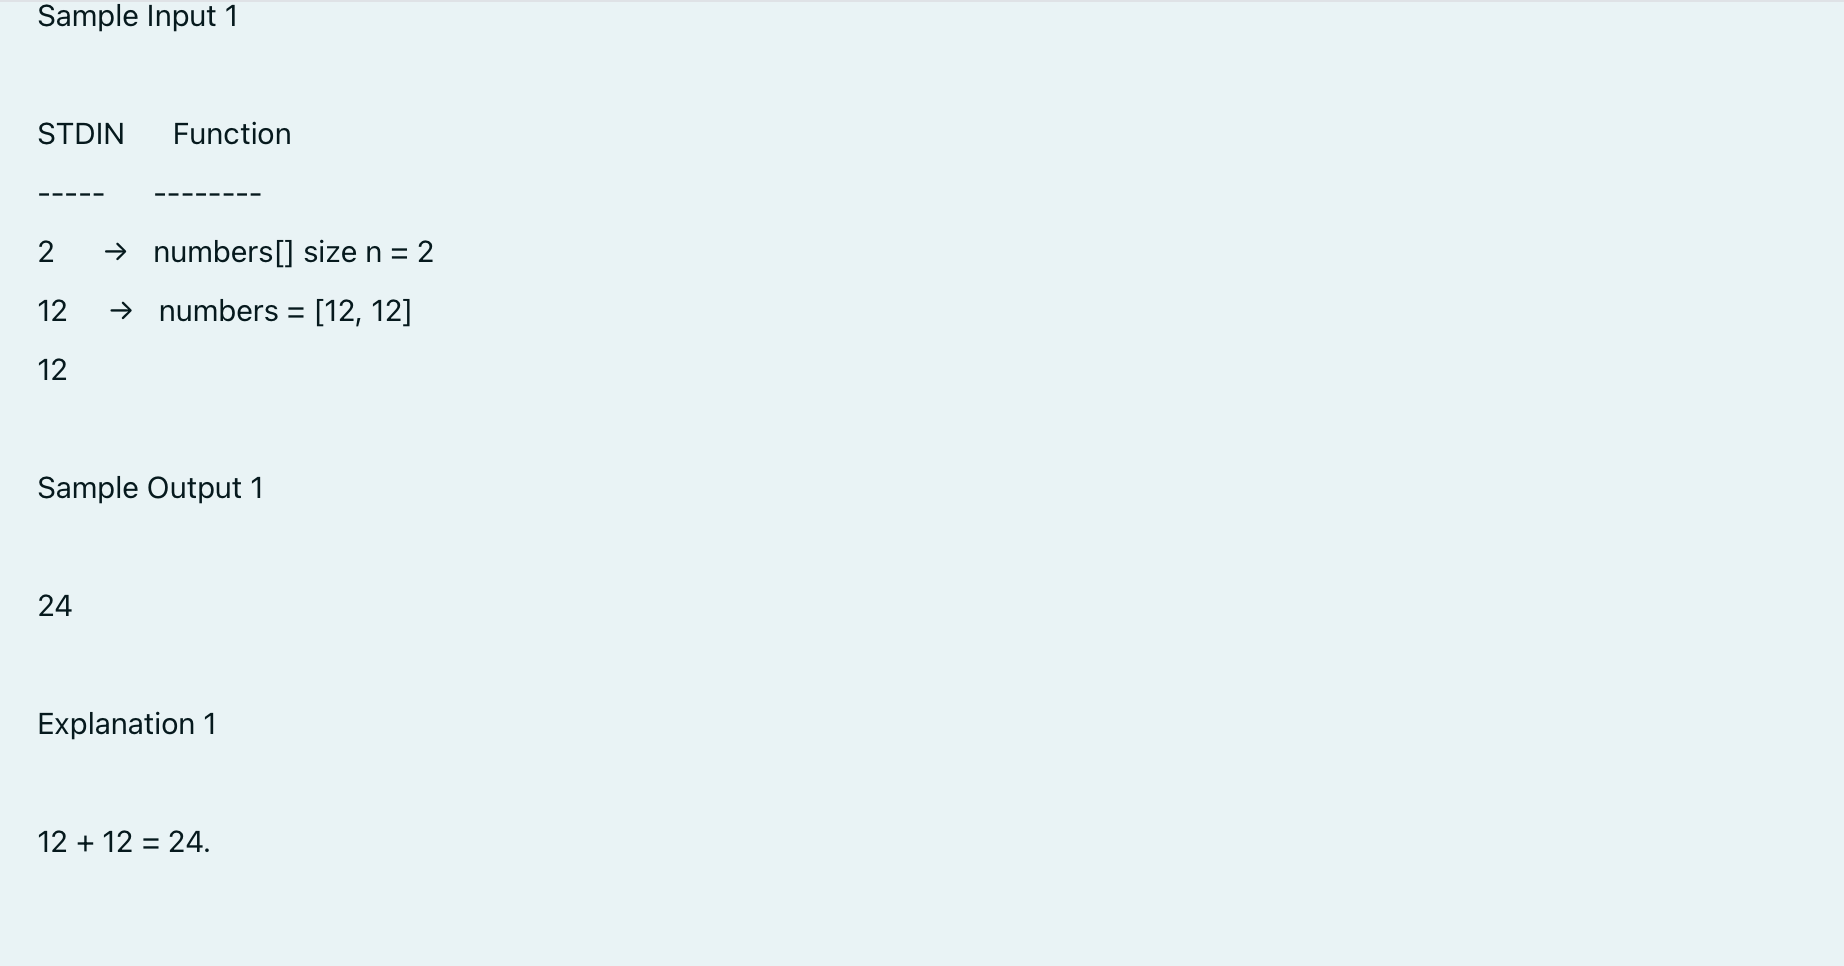 Sample Input 1
STDIN Function
----- --------
2 → numbers[] size n = 2
12 → numbers = [12, 12]
12
Sample Output 1
24
Explanation 1
12 + 12 = 24.